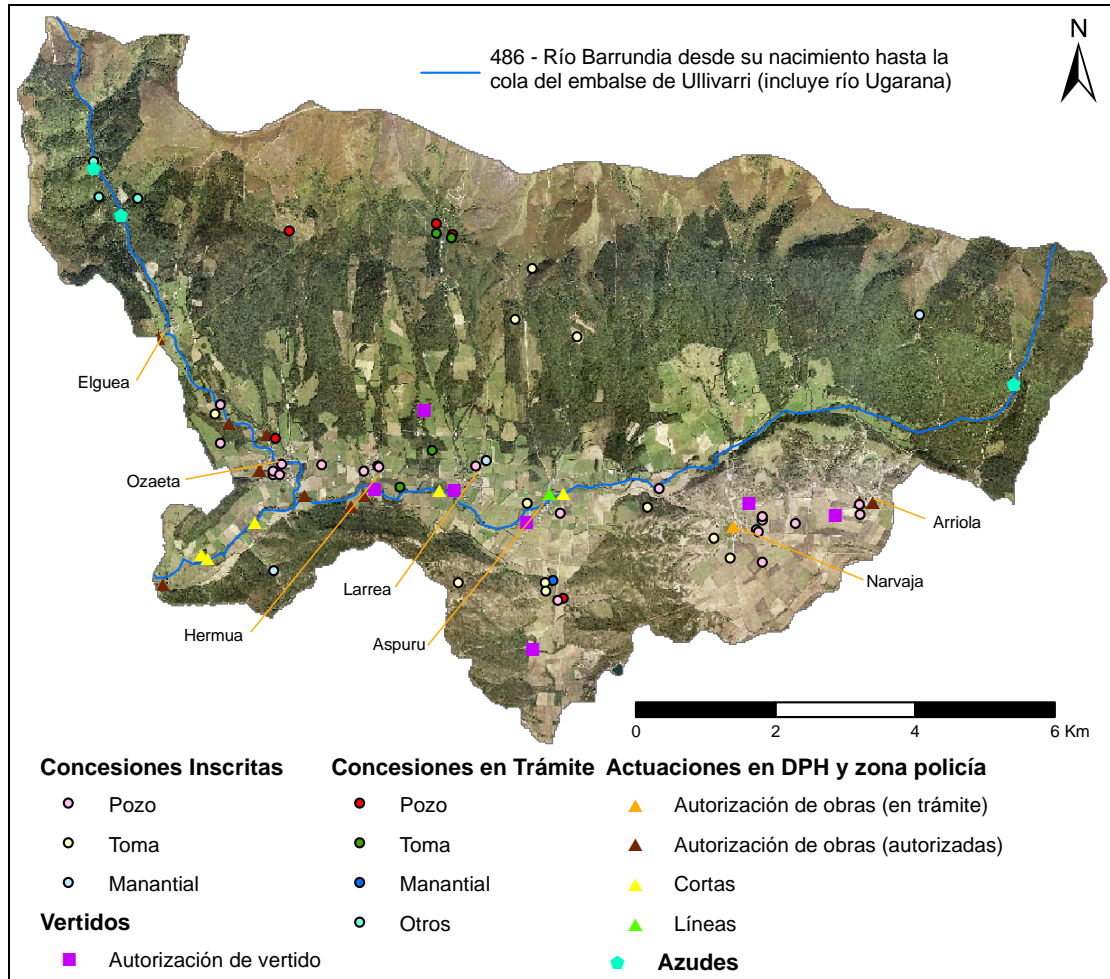 486 - Río Barrundia desde su nacimiento hasta la
cola del embalse de Ullivarri (incluye río Ugarana)
N
Elguea
Ozaeta
Arriola
Larrea
Narvaja
Hermua
Aspuru
0 2 4 6 Km
Concesiones Inscritas
Pozo
Toma
Manantial
Vertidos
Autorización de vertido
Concesiones en Trámite
Pozo
Toma
Manantial
Otros
Actuaciones en DPH y zona policía
Autorización de obras (en trámite)
Autorización de obras (autorizadas)
Cortas
Líneas
Azudes